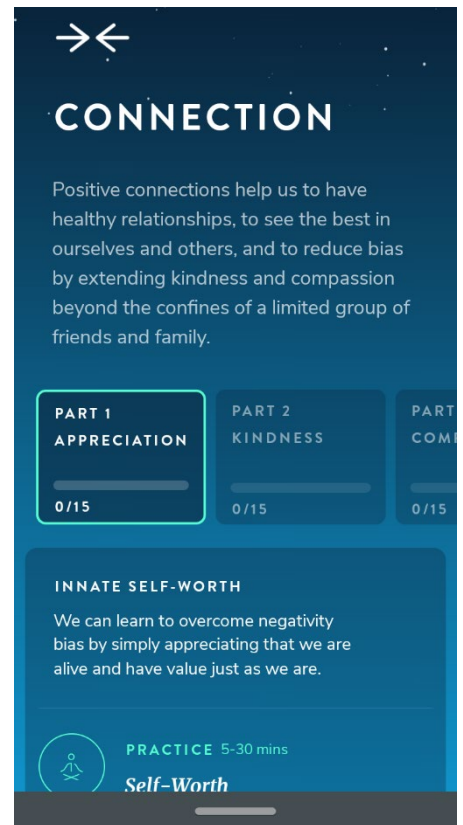 CONNECTION
Positive connections help us to have
healthy relationships, to see the best in
ourselves and others, and to reduce bias
by extending kindness and compassion
beyond the confines of a limited group of
friends and family.
PART 1
APPRECIATION
0/15
PART 2
KINDNESS
0/15
PART
0/15
INNATE SELF-WORTH
We can learn to overcome negativity
bias by simply appreciating that we are
alive and have value just as we are.
PRACTICE 5-30 mins
Self-Worth